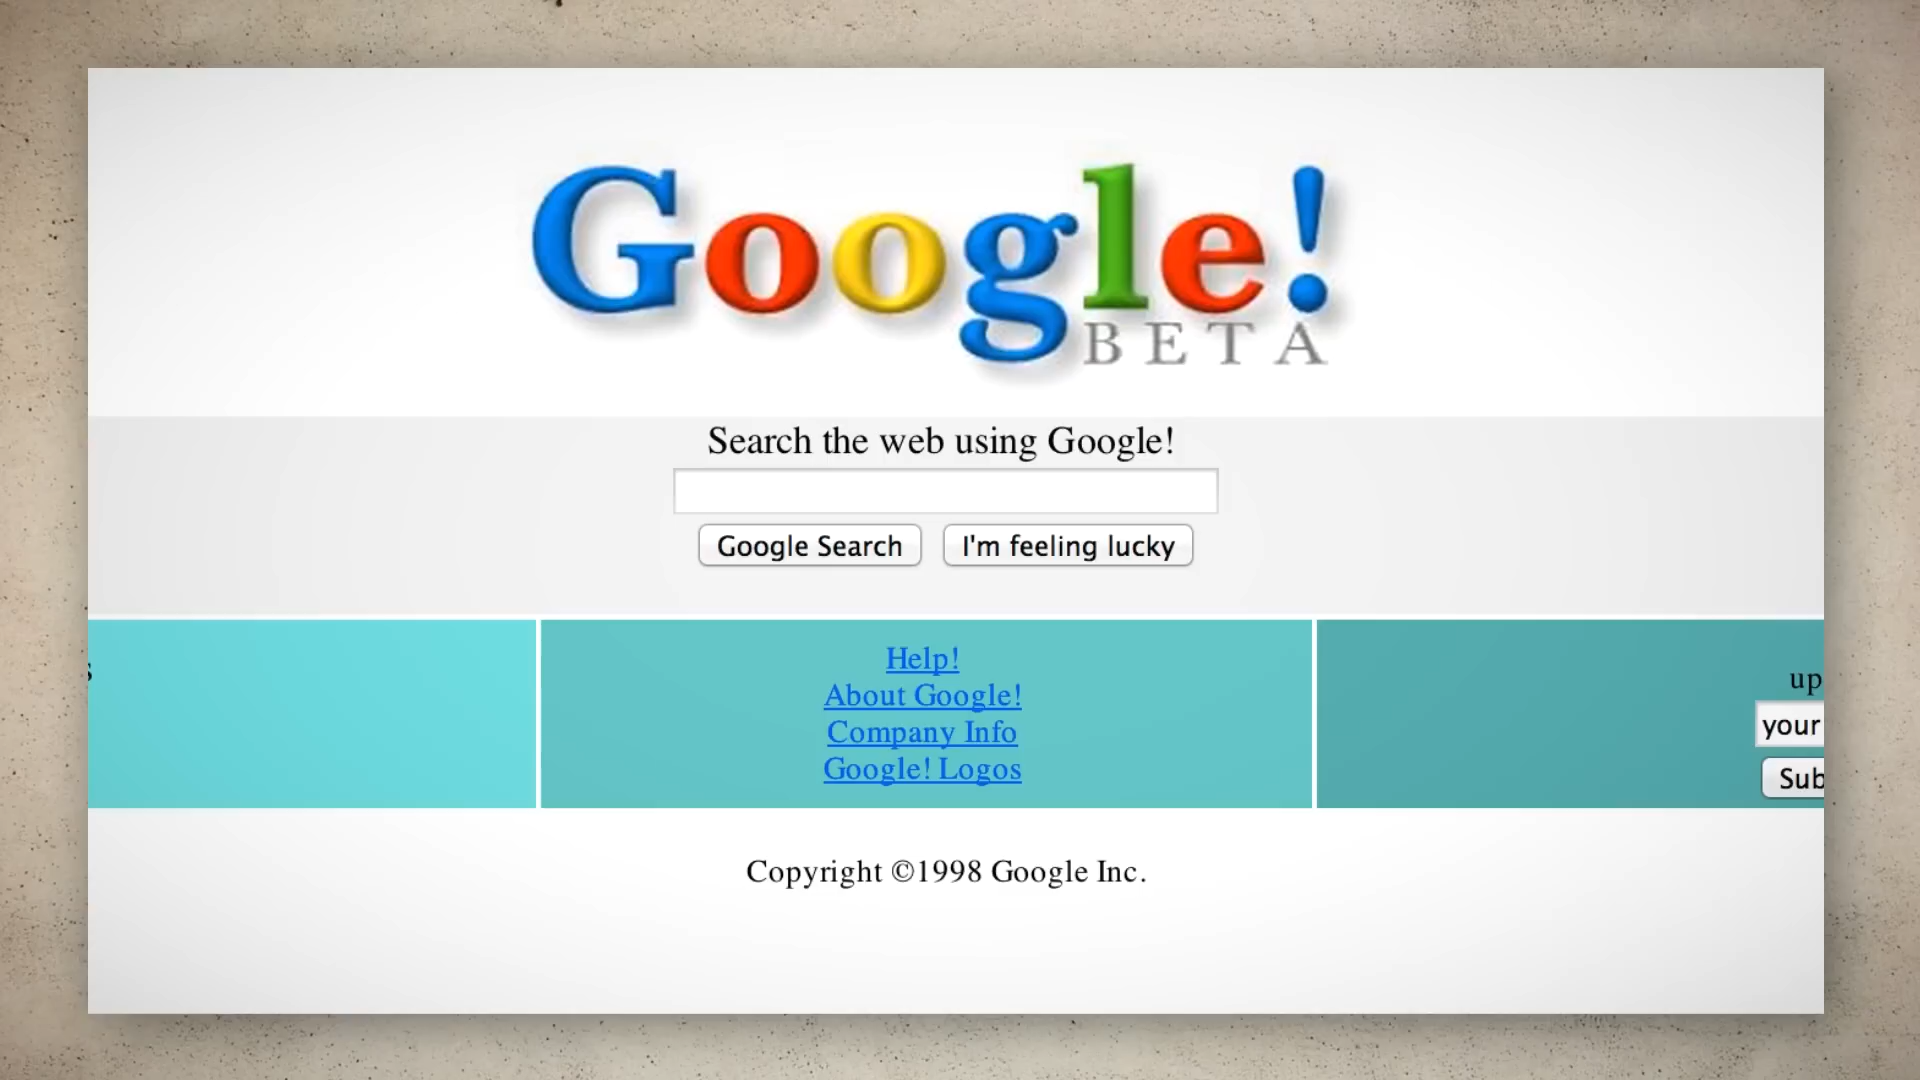 Google!
BETA
Search the web using Google!
Google Search I'm feeling lucky
Help!
About Google!
Company Info
Google! Logos
up
your
Sub
Copyright ©1998 Google Inc.